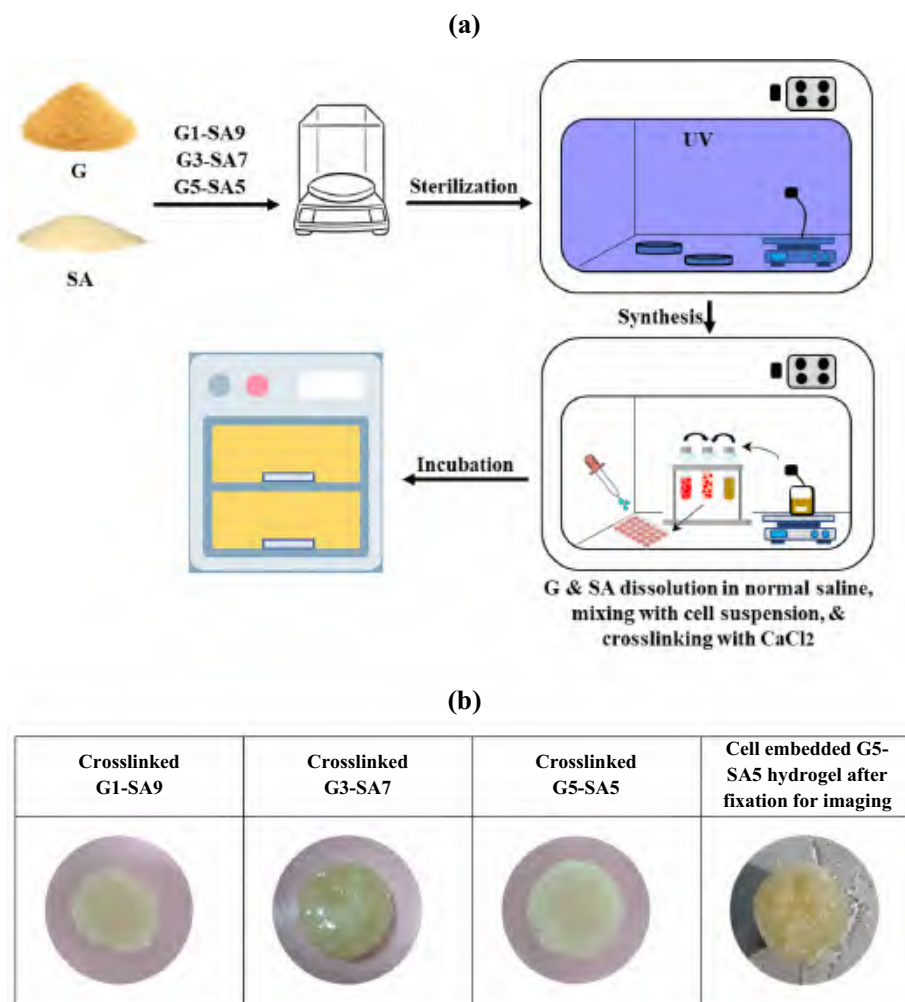 (a)
G1-SA9
G3-SA7
G5-SA5
G
SA
Sterilization
UV
Synthesis
Incubation
G & SA dissolution in normal saline,
mixing with cell suspension, &
crosslinking with CaCl2
(b)
Crosslinked
G1-SA9
Crosslinked
G3-SA7
Crosslinked
G5-SA5
Cell embedded G5-
SA5 hydrogel after
fixation for imaging